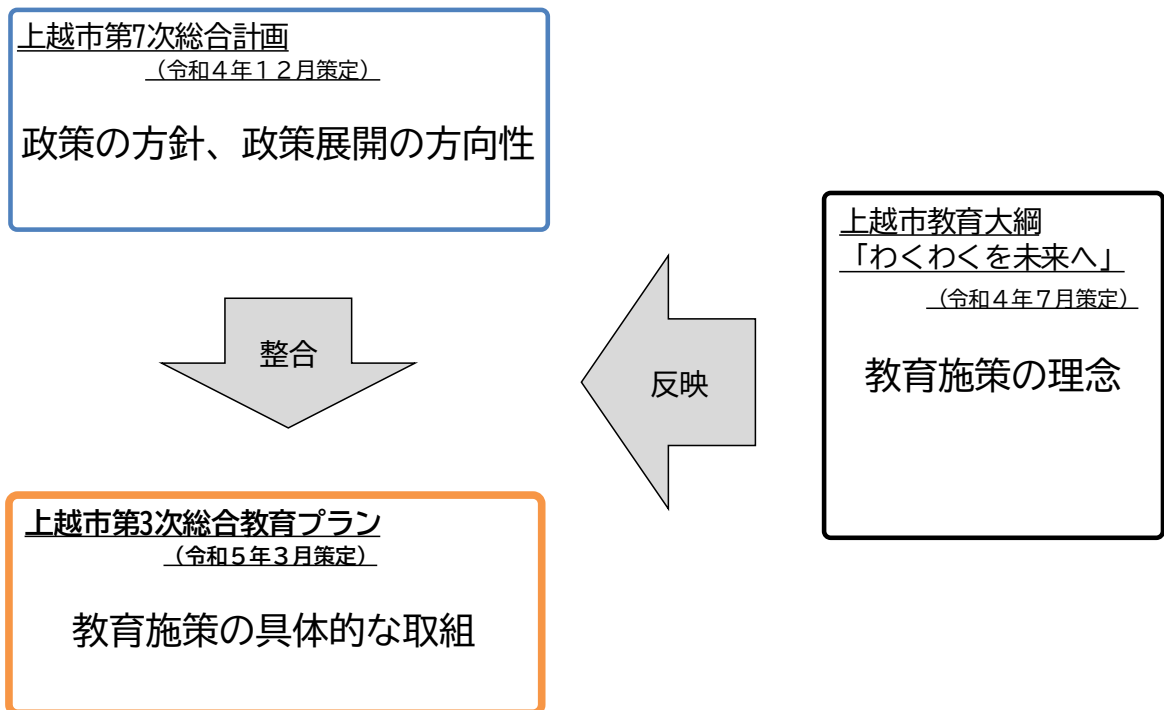 上越市第7次総合計画
（令和４年１２月策定）
政策の方針、政策展開の方向性
整合
上越市第3次総合教育プラン
（令和５年３月策定）
教育施策の具体的な取組
反映
上越市教育大綱
「わくわくを未来へ」
（令和４年７月策定）
教育施策の理念